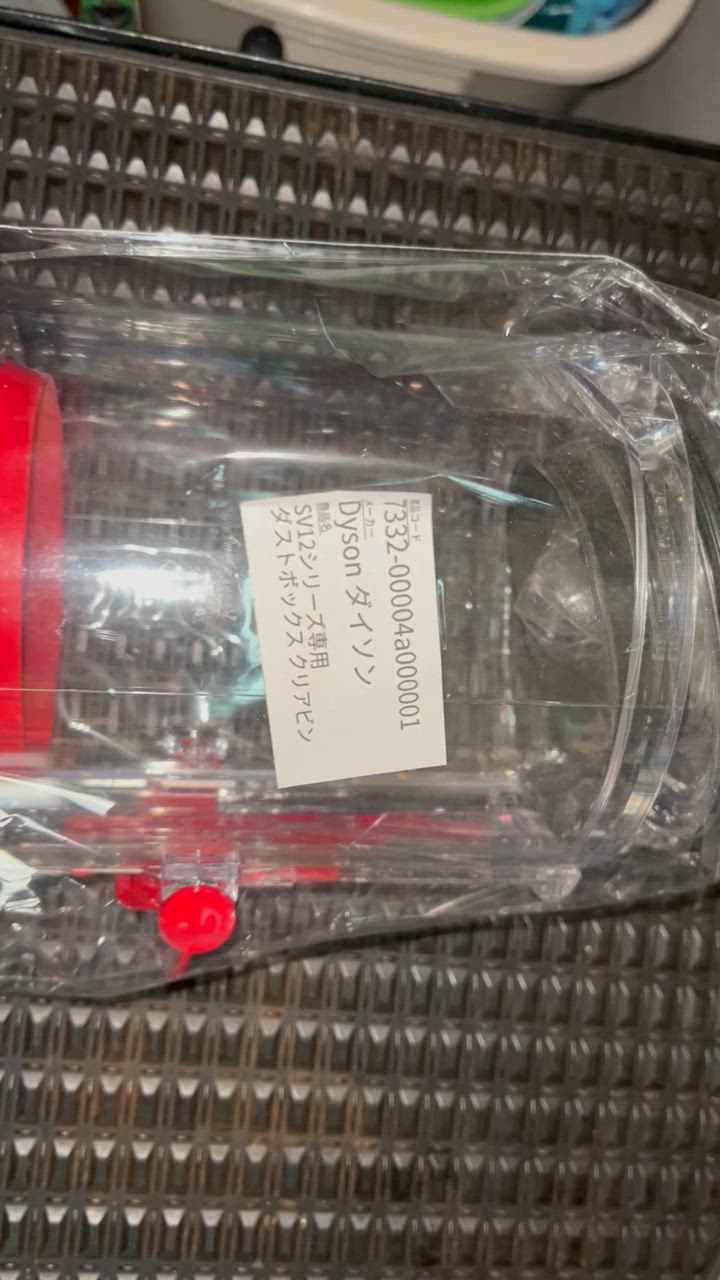 商品コード
7332-00004a000001
メーカー
Dyson ダイソン
商品名
SV12シリーズ専用
ダストボックス クリアビン